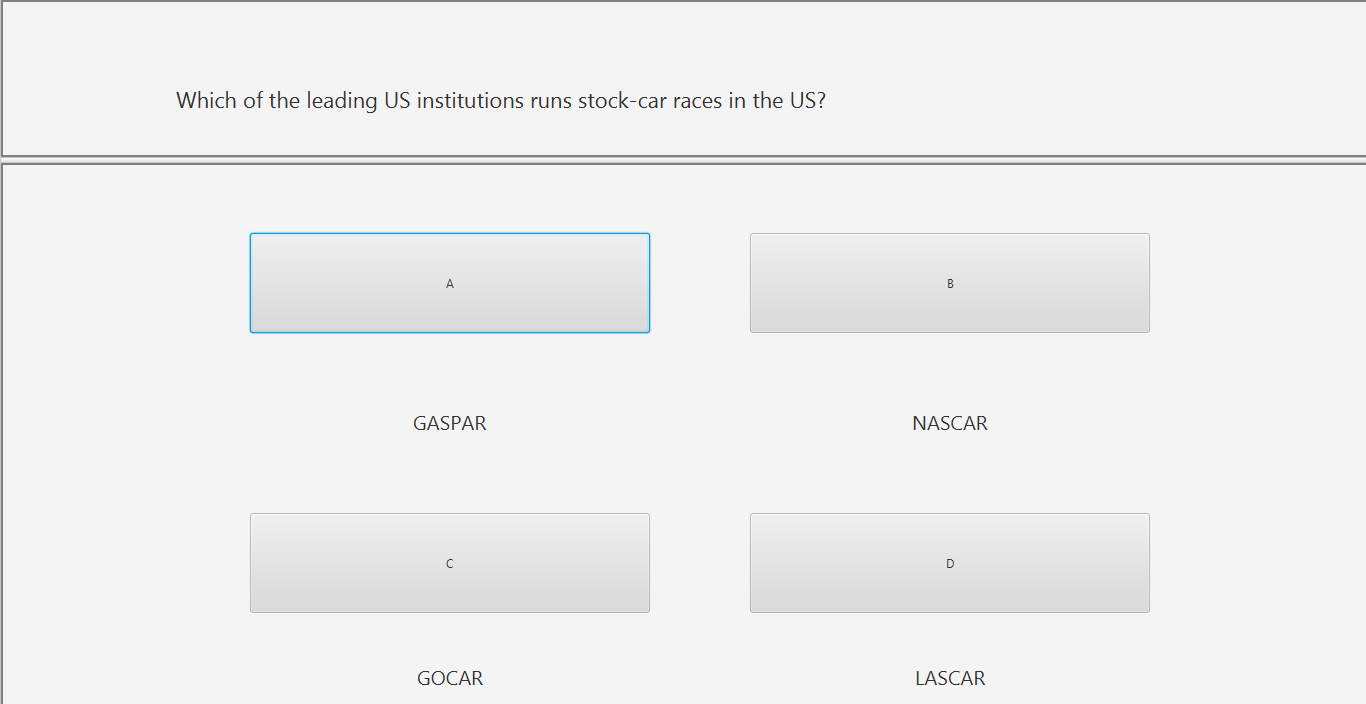 Which of the leading US institutions runs stock-car races in the US?
A
B
GASPAR
NASCAR
C
D
GOCAR
LASCAR